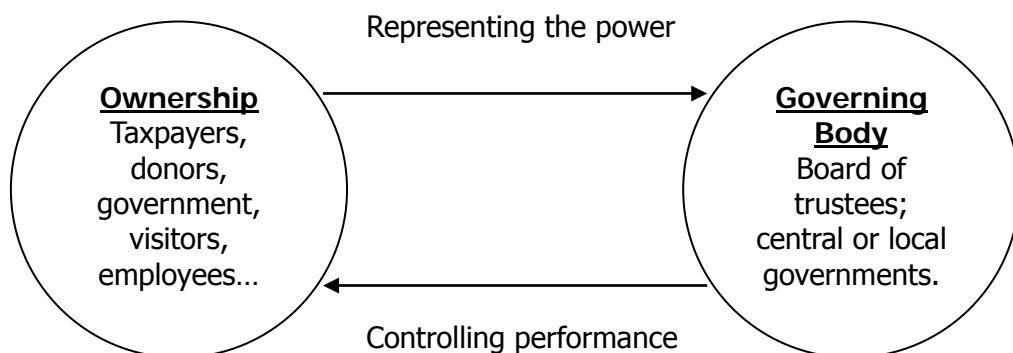 Representing the power
Ownership
Taxpayers,
donors,
government,
visitors,
employees…
Governing
Body
Board of
trustees;
central or local
governments.
Controlling performance